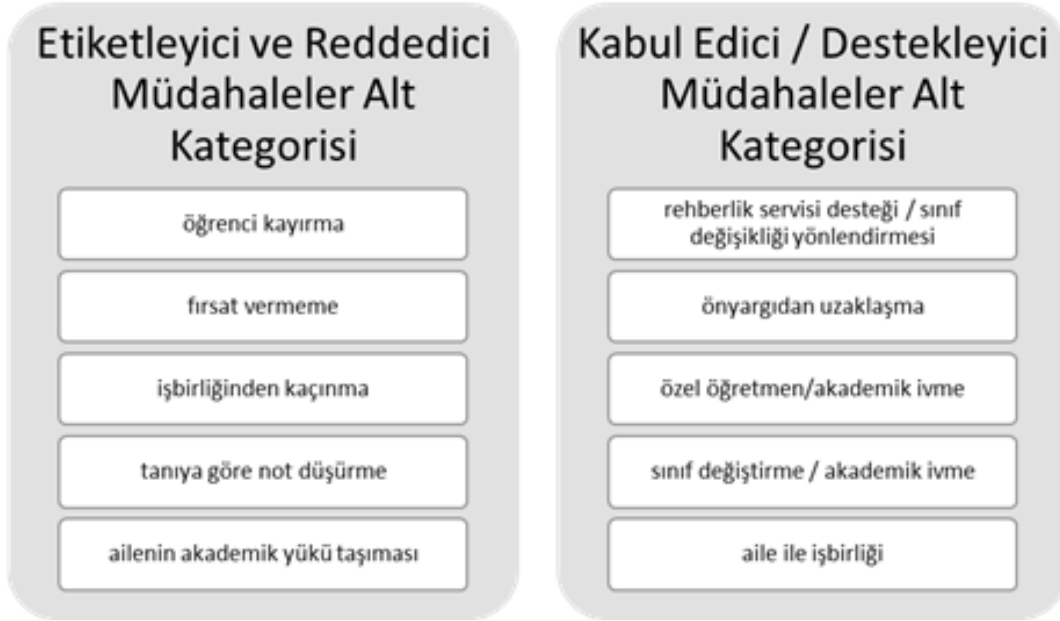 Etiketleyici ve Reddedici
Müdahaleler Alt
Kategorisi
öğrenci kayırma
fırsat vermeme
işbirliğinden kaçınma
tanıya göre not düşürme
ailenin akademik yükü taşıması
Kabul Edici / Destekleyici
Müdahaleler Alt
Kategorisi
rehberlik servisi desteği / sınıf
değişikliği yönlendirmesi
önyargıdan uzaklaşma
özel öğretmen/akademik ivme
sınıf değiştirme / akademik ivme
aile ile işbirliği